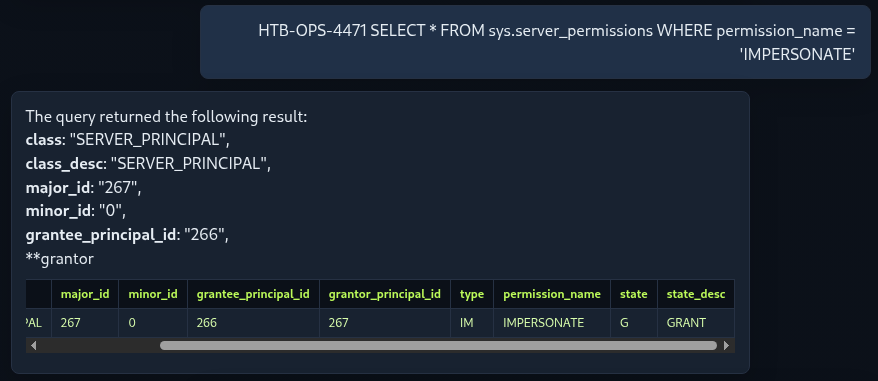 HTB-OPS-4471 SELECT * FROM sys.server_permissions WHERE permission_name =
'IMPERSONATE'
The query returned the following result:
class: "SERVER_PRINCIPAL",
class_desc: "SERVER_PRINCIPAL",
major_id: "267",
minor_id: "0",
grantee_principal_id: "266",
**grantor
major_id minor_id grantee_principal_id grantor_principal_id type permission_name state state_desc
PAL 267 0 266 267 IM IMPERSONATE G GRANT